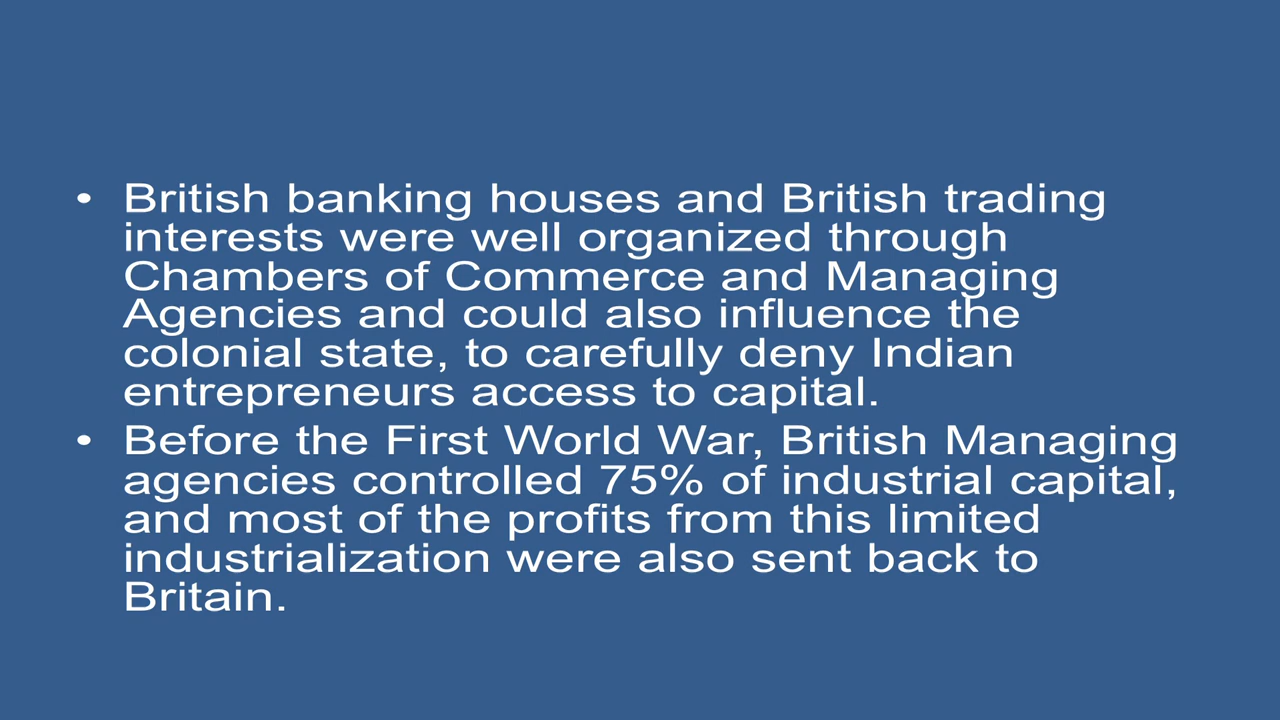 • British banking houses and British trading
interests were well organized through
Chambers of Commerce and Managing
Agencies and could also influence the
colonial state, to carefully deny Indian
entrepreneurs access to capital.
• Before the First World War, British Managing
agencies controlled 75% of industrial capital,
and most of the profits from this limited
industrialization were also sent back to
Britain.